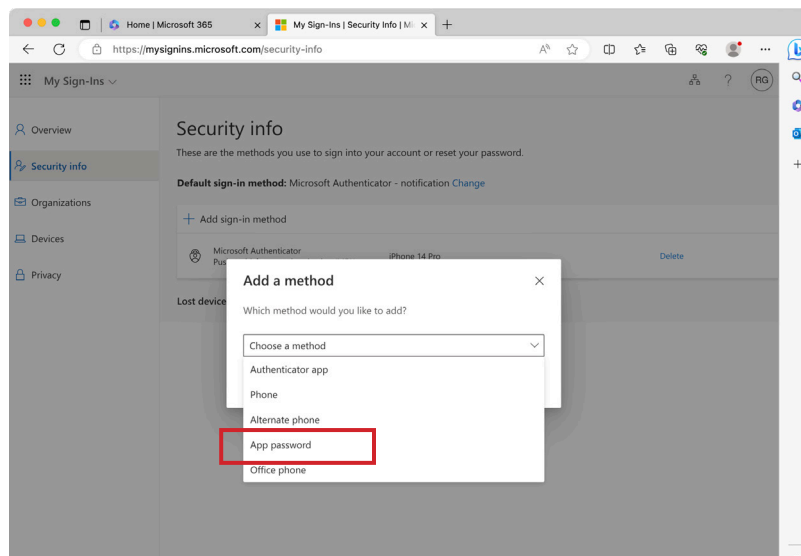 Home | Microsoft 365
My Sign-Ins | Security Info | Mi
https://mysignins.microsoft.com/security-info
My Sign-Ins
RG
Overview
Security info
Organizations
Devices
Privacy
Security info
These are the methods you use to sign into your account or reset your password.
Default sign-in method: Microsoft Authenticator - notification Change
Add sign-in method
Microsoft Authenticator
iPhone 14 Pro
Delete
Lost device
Add a method
Which method would you like to add?
Choose a method
Authenticator app
Phone
Alternate phone
App password
Office phone